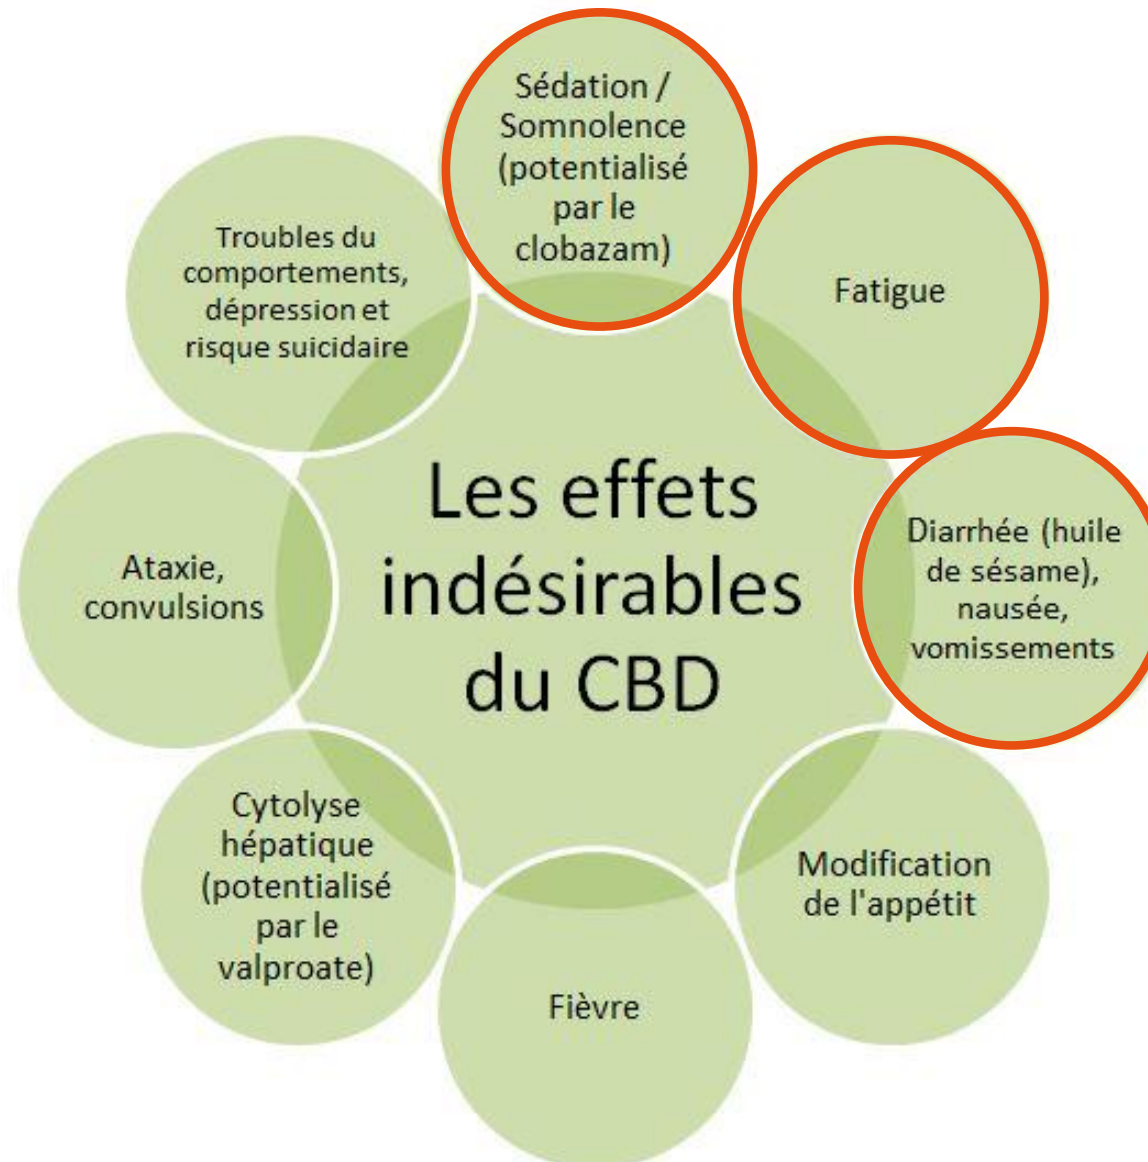 Sédation /
Somnolence
(potentialisé
par le
clobazam)
Fatigue
Diarrhée (huile
de sésame),
nausée,
vomissements
Modification
de l'appétit
Fièvre
Cytolyse
hépatique
(potentialisé
par le
valproate)
Ataxie,
convulsions
Troubles du
comportements,
dépression et
risque suicidaire
Les effets
indésirables
du CBD